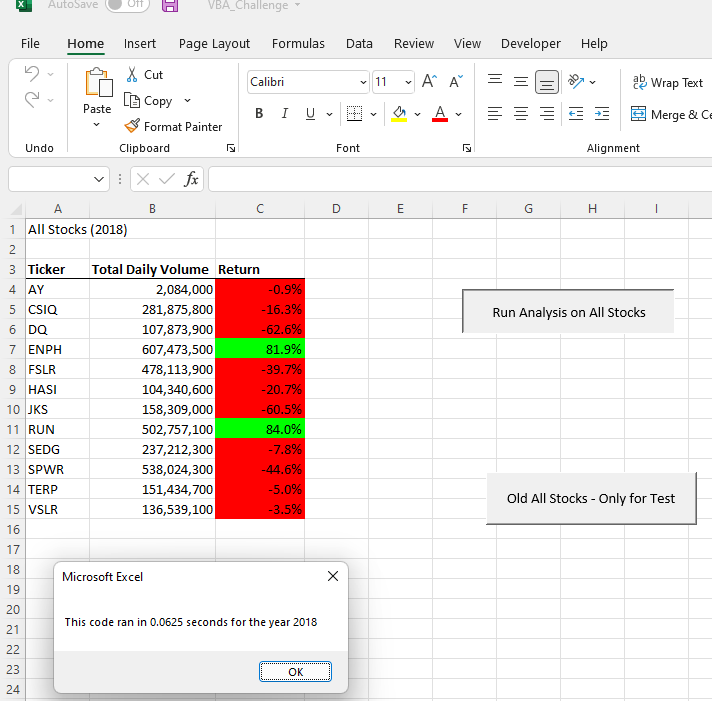 AutoSave Off VBA_Challenge
File Home Insert Page Layout Formulas Data Review View Developer Help
Paste
Cut
Copy
Format Painter
Calibri 11
B I U A
Wrap Text
Merge & Ce
Undo Clipboard Font Alignment
fx
A B C D E F G H I
1 All Stocks (2018)
2
3 Ticker Total Daily Volume Return
4 AY 2,084,000 -0.9%
5 CSIQ 281,875,800 -16.3%
6 DQ 107,873,900 -62.6%
7 ENPH 607,473,500 81.9%
8 FSLR 478,113,900 -39.7%
9 HASI 104,340,600 -20.7%
10 JKS 158,309,000 -60.5%
11 RUN 502,757,100 84.0%
12 SEDG 237,212,300 -7.8%
13 SPWR 538,024,300 -44.6%
14 TERP 151,434,700 -5.0%
15 VSLR 136,539,100 -3.5%
16
17
18
19
20
21
22
23
24
Run Analysis on All Stocks
Old All Stocks - Only for Test
Microsoft Excel
This code ran in 0.0625 seconds for the year 2018
OK